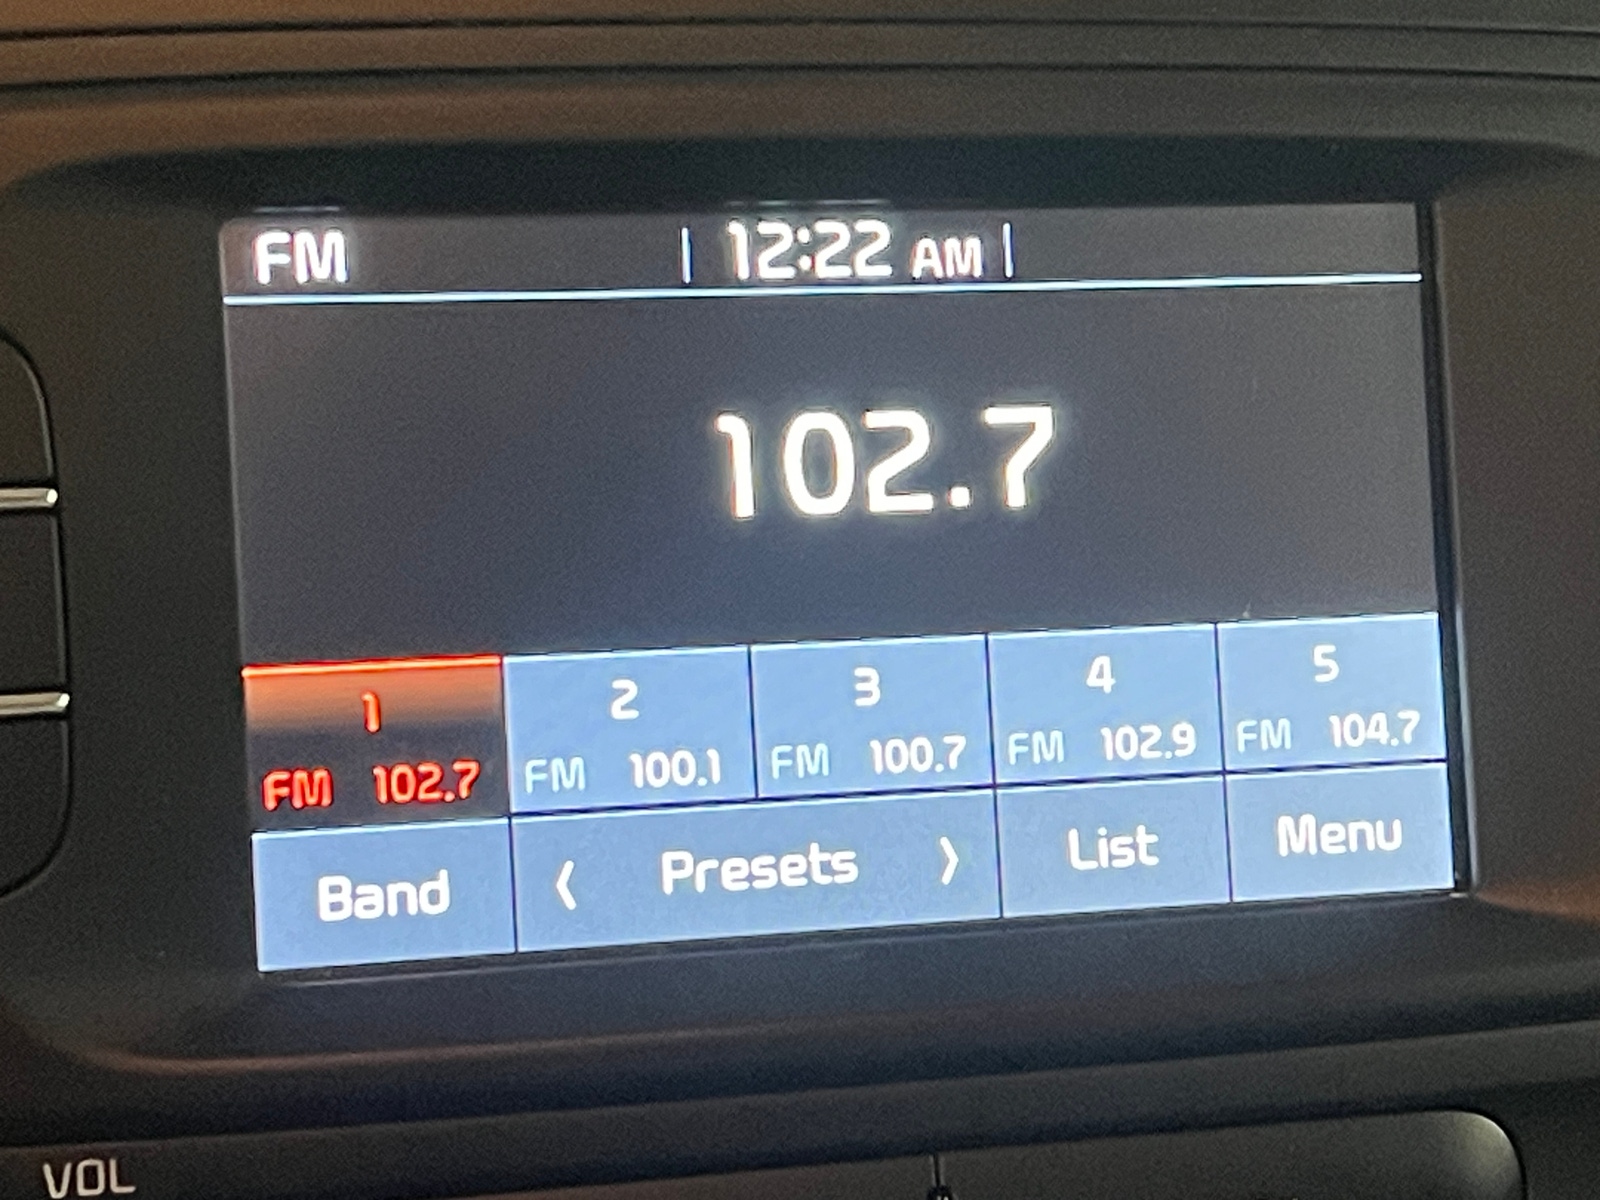 FM | 12:22 AM |
102.7
1 2 3 4 5
FM 102.7 FM 100.1 FM 100.7 FM 102.9 FM 104.7
Band ⟨ Presets ⟩ List Menu
VOL